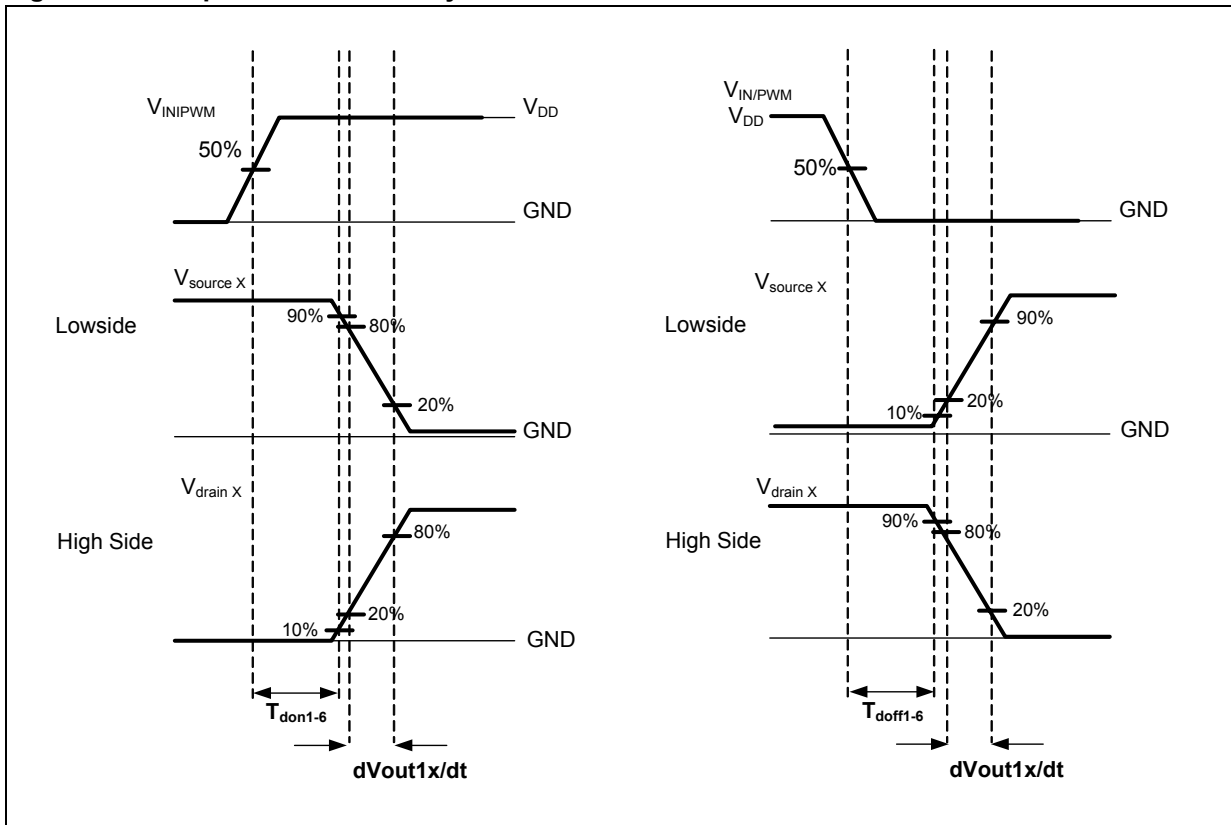 V_INIPWM
V_DD
50%
GND
V_source X
Lowside
90%
80%
20%
GND
V_drain X
High Side
80%
20%
10%
GND
T_don1-6
dVout1x/dt
V_IN/PWM
V_DD
50%
GND
V_source X
Lowside
90%
20%
10%
GND
V_drain X
High Side
90%
80%
20%
T_doff1-6
dVout1x/dt